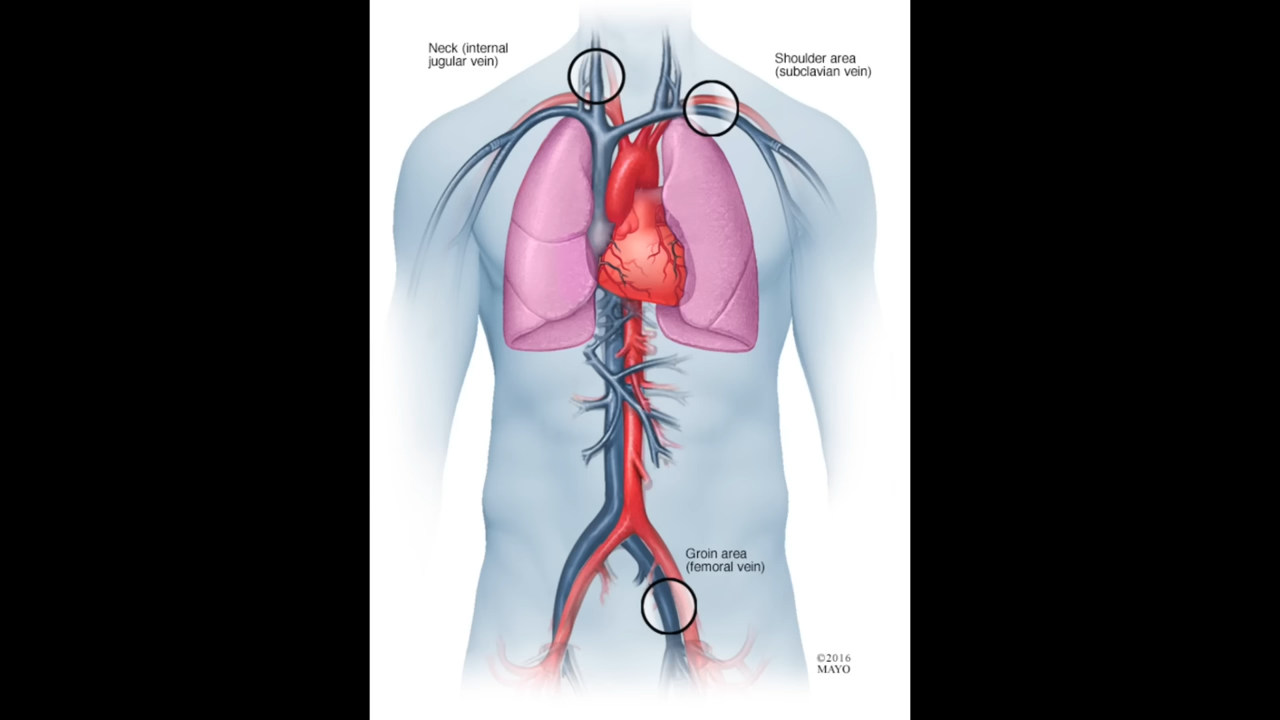 Neck (internal
jugular vein)
Shoulder area
(subclavian vein)
Groin area
(femoral vein)
©2016
MAYO